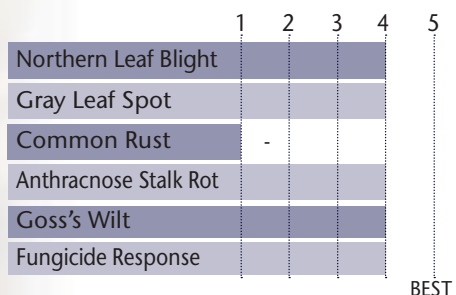 1 2 3 4 5
Northern Leaf Blight
Gray Leaf Spot
Common Rust -
Anthracnose Stalk Rot
Goss's Wilt
Fungicide Response
BEST